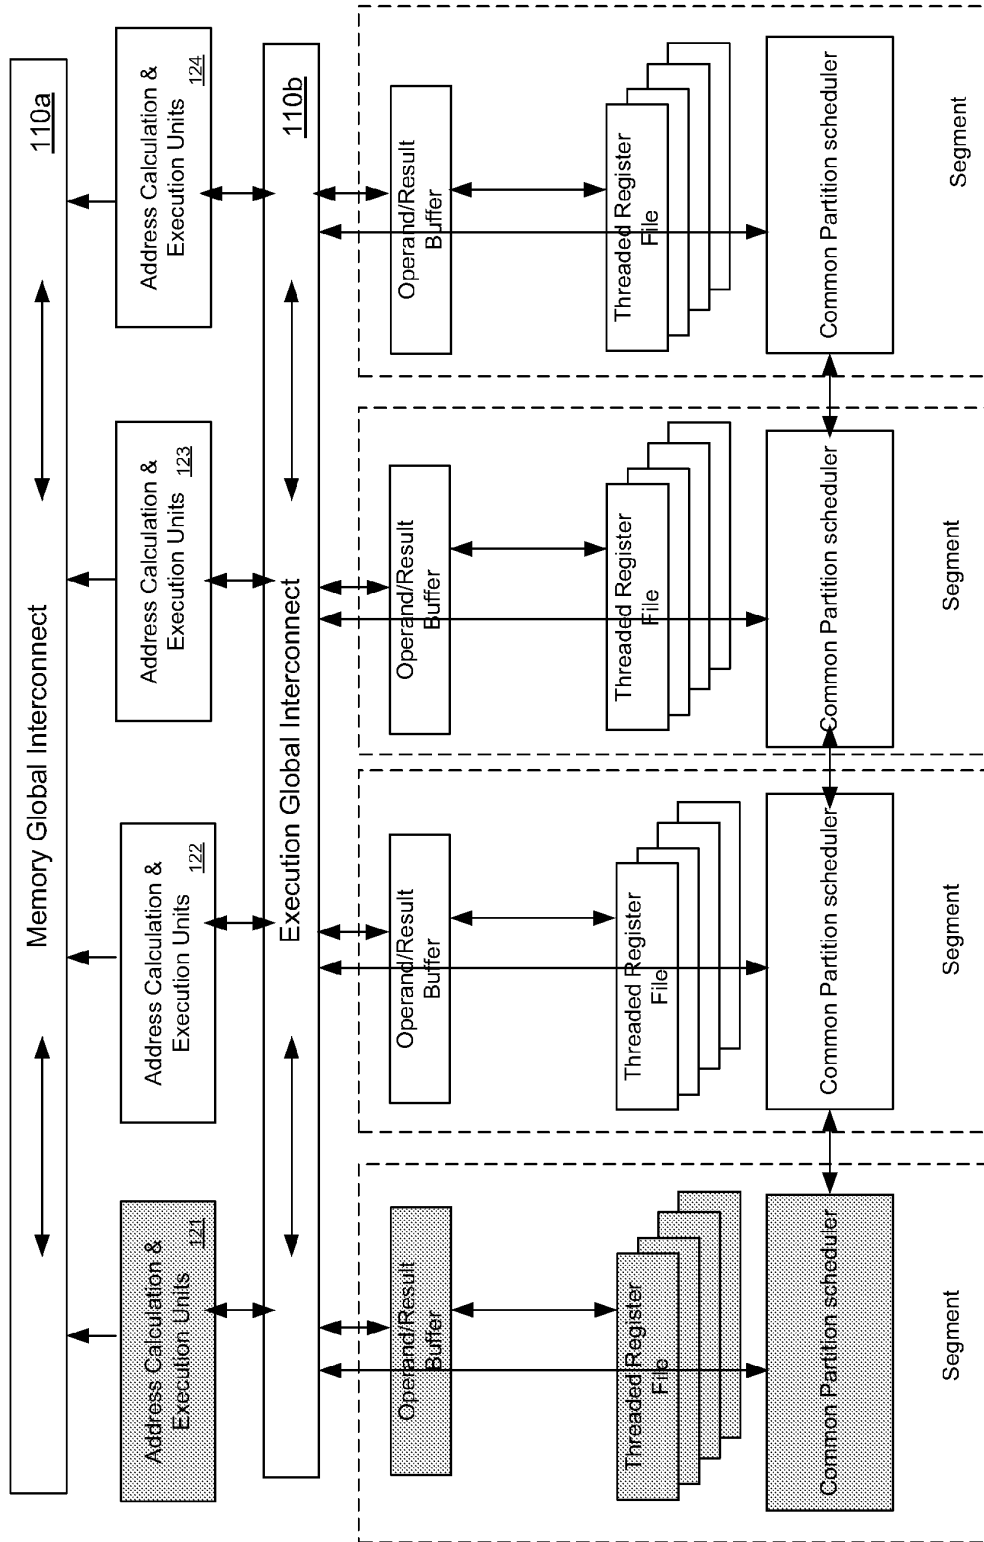 Memory Global Interconnect
110a
Address Calculation &
Execution Units
121
Address Calculation &
Execution Units
122
Address Calculation &
Execution Units
123
Address Calculation &
Execution Units
124
Execution Global Interconnect
110b
Operand/Result
Buffer
Operand/Result
Buffer
Operand/Result
Buffer
Operand/Result
Buffer
Threaded Register
File
Threaded Register
File
Threaded Register
File
Threaded Register
File
Common Partition scheduler
Common Partition scheduler
Common Partition scheduler
Common Partition scheduler
Segment
Segment
Segment
Segment